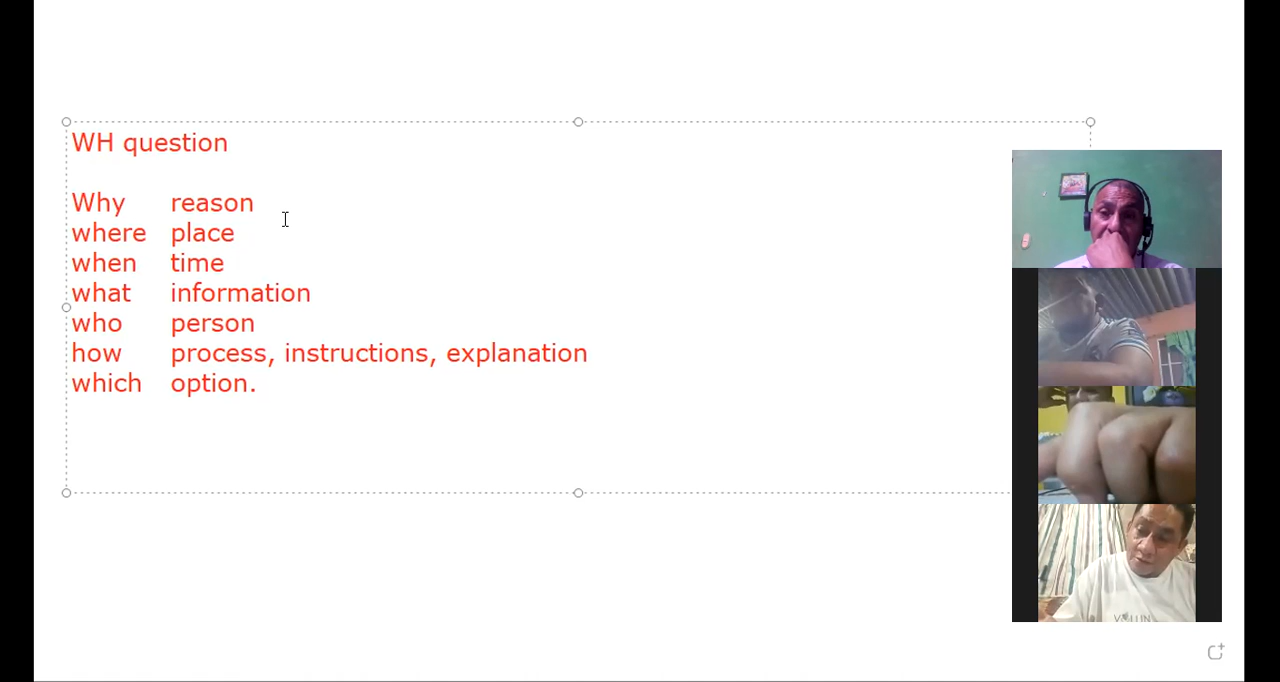 WH question
Why reason
where place
when time
what information
who person
how process, instructions, explanation
which option.